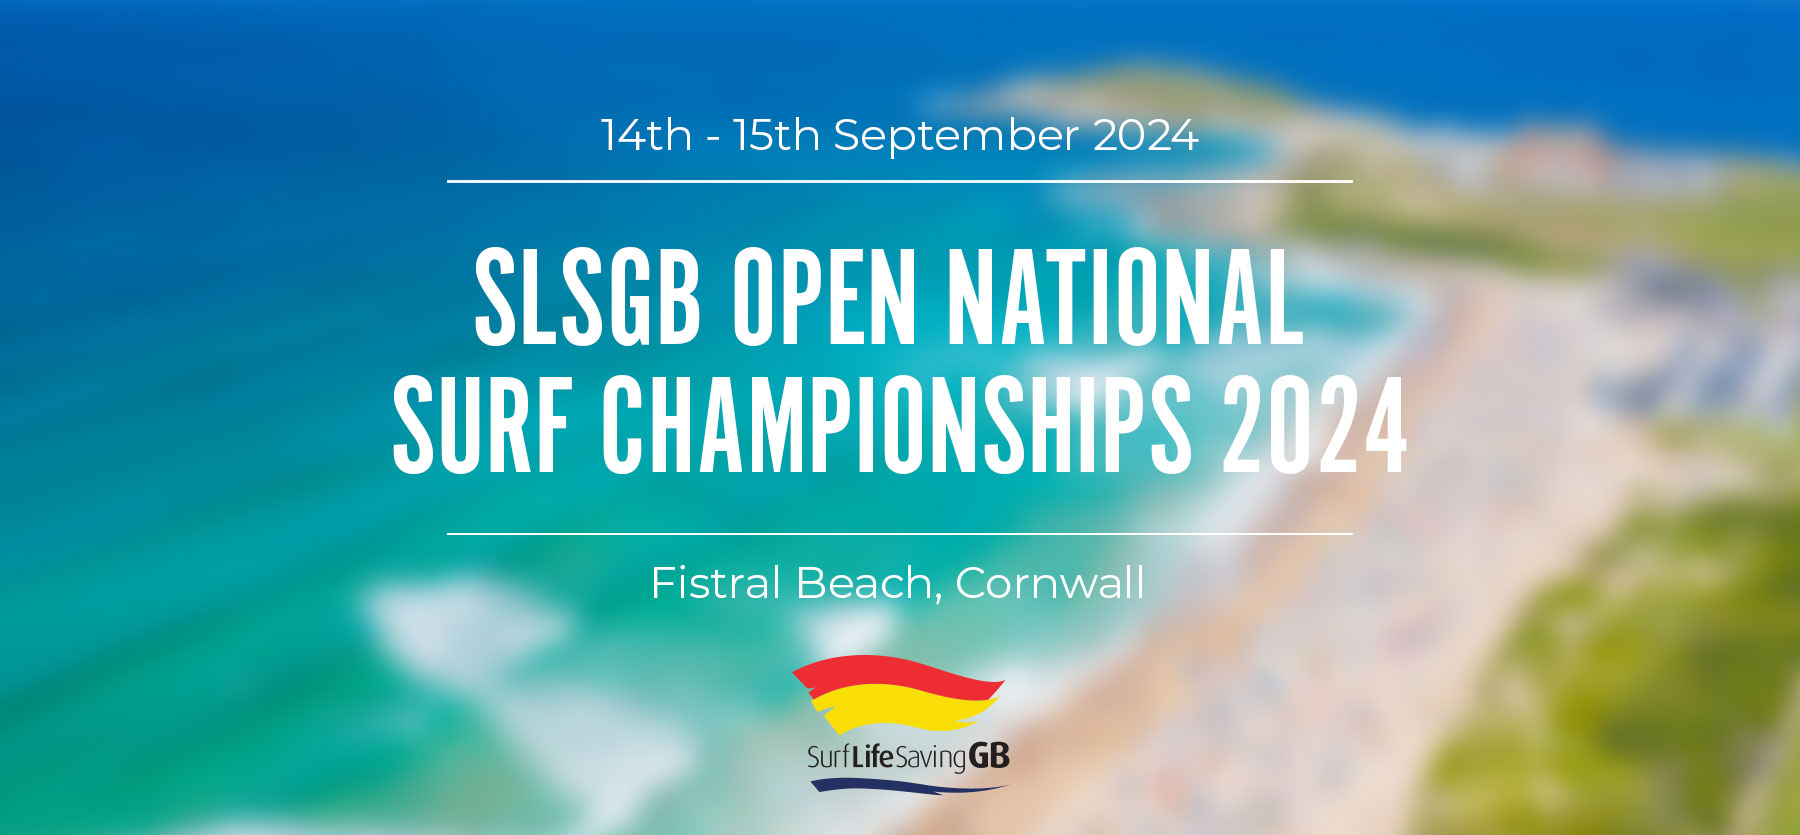 14th - 15th September 2024
SLSGB OPEN NATIONAL
SURF CHAMPIONSHIPS 2024
Fistral Beach, Cornwall
SurfLifeSavingGB